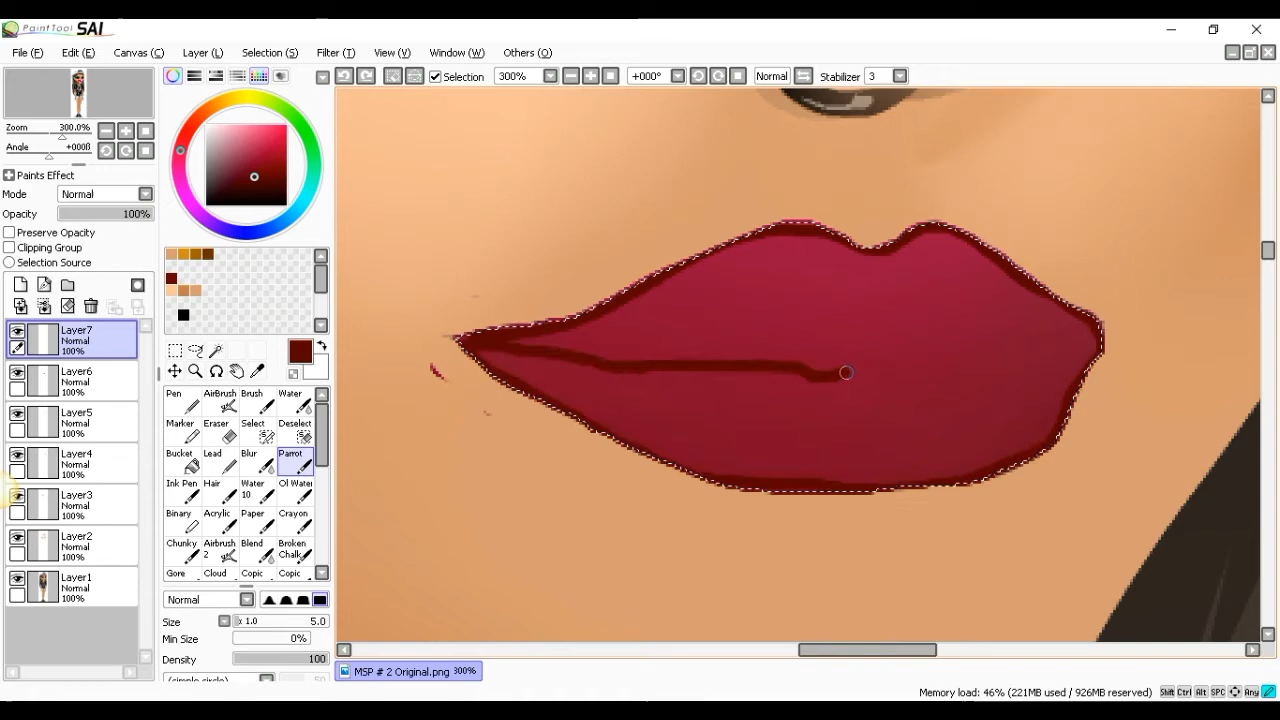 PaintTool SAI
File (F) Edit (E) Canvas (C) Layer (L) Selection (S) Filter (T) View (V) Window (W) Others (O)
Selection 300% +000° Normal Stabilizer 3
Zoom 300.0%
Angle +000ß
Paints Effect
Mode Normal
Opacity 100%
Preserve Opacity
Clipping Group
Selection Source
Layer7
Normal
100%
Layer6
Normal
100%
Layer5
Normal
100%
Layer4
Normal
100%
Layer3
Normal
100%
Layer2
Normal
100%
Layer1
Normal
100%
Pen AirBrush Brush Water
Marker Eraser Select Deselect
Bucket Lead Blur Parrot
Ink Pen Hair Water 10 Ol Water
Binary Acrylic Paper Crayon
Chunky Airbrush 2 Blend Broken Chalk
Gore Cloud Copic Copic
Normal
Size x 1.0 5.0
Min Size 0%
Density 100
(simple circle) 50
MSP # 2 Original.png 300%
Memory load: 46% (221MB used / 926MB reserved) Shift Ctrl Alt SPC Any